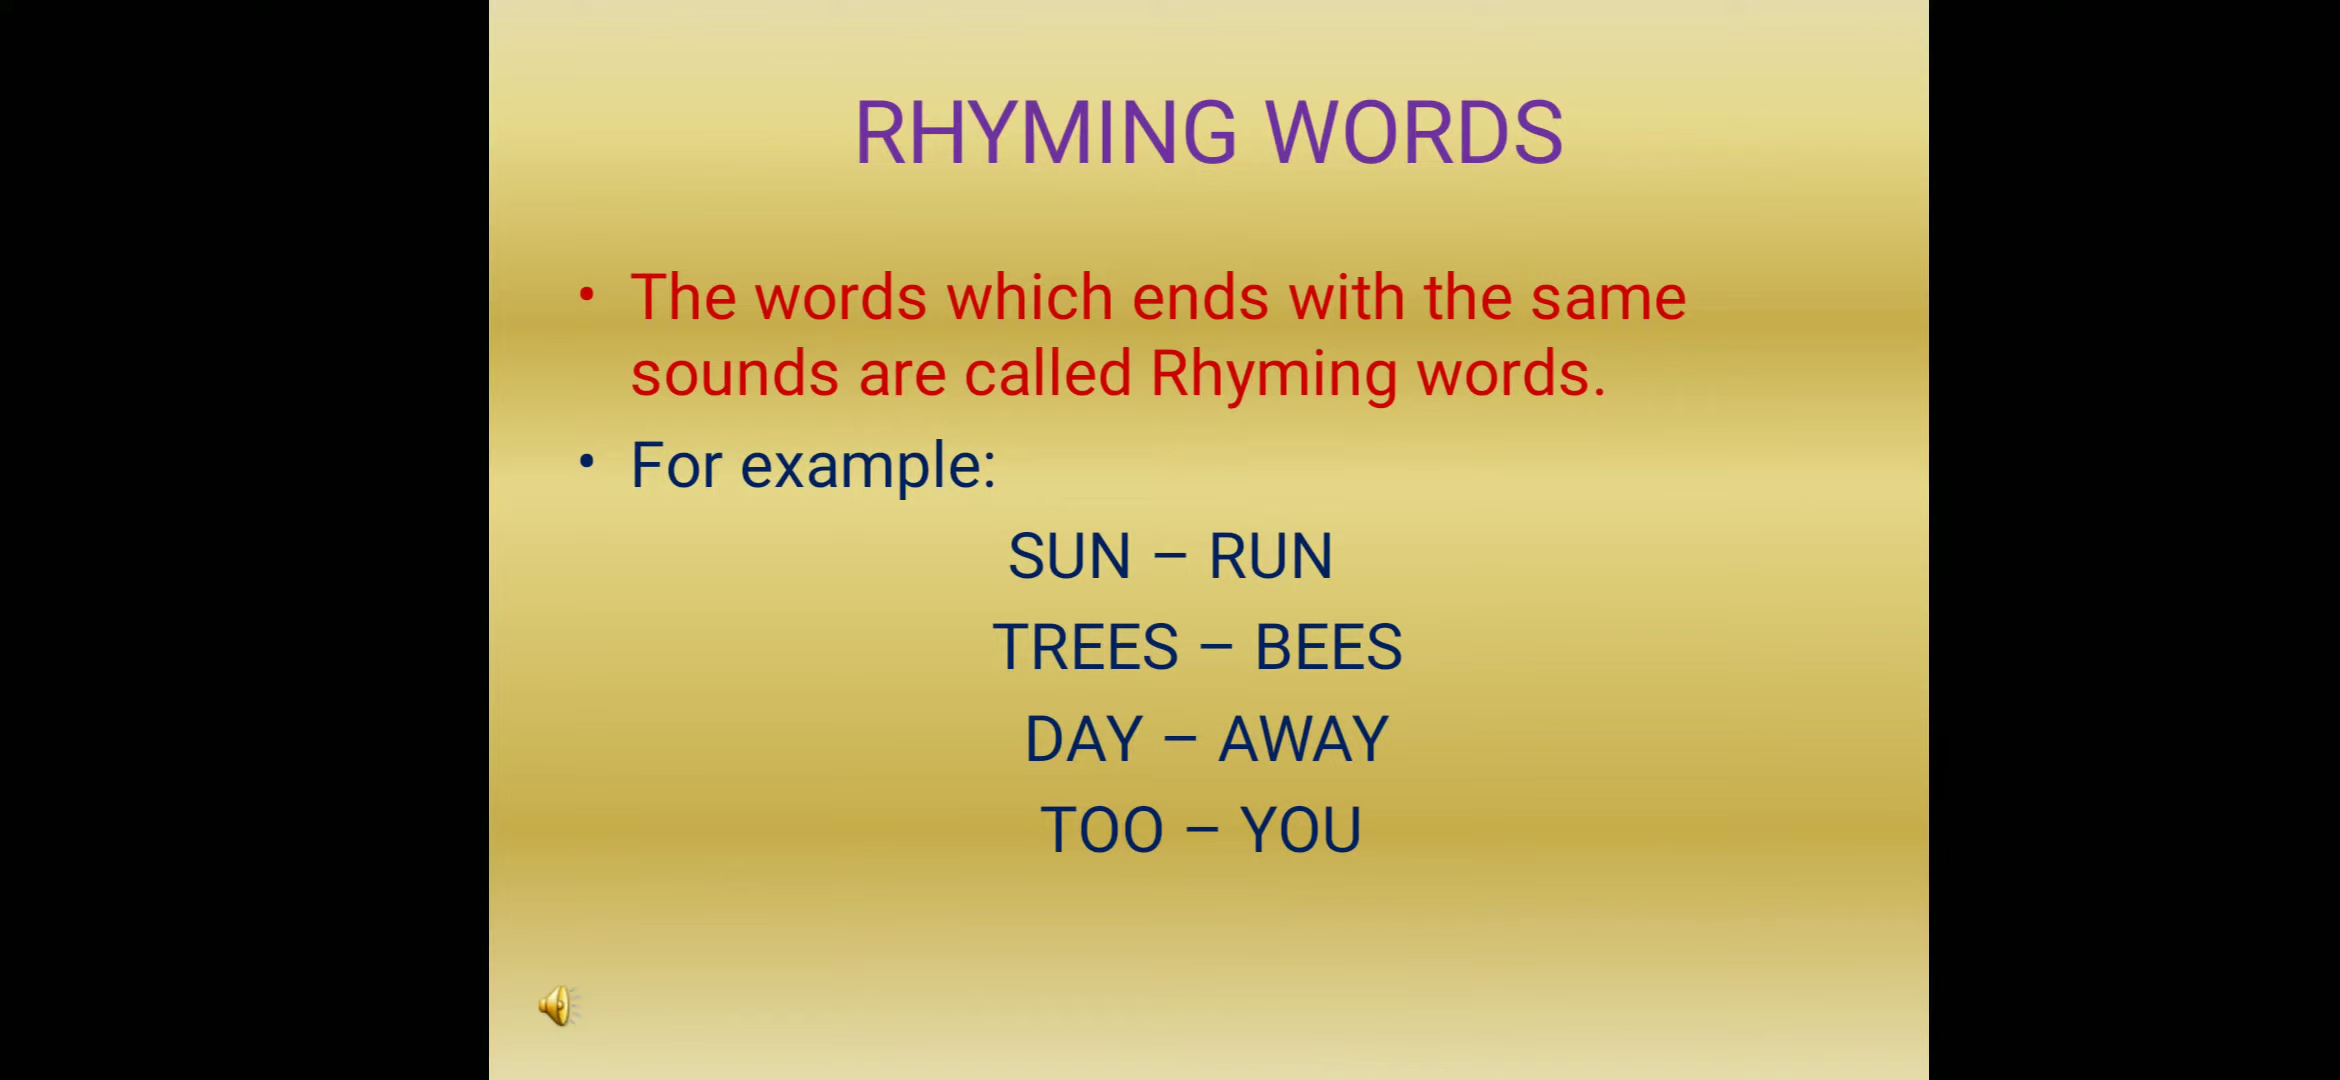 RHYMING WORDS
• The words which ends with the same
sounds are called Rhyming words.
• For example:
SUN – RUN
TREES – BEES
DAY – AWAY
TOO – YOU